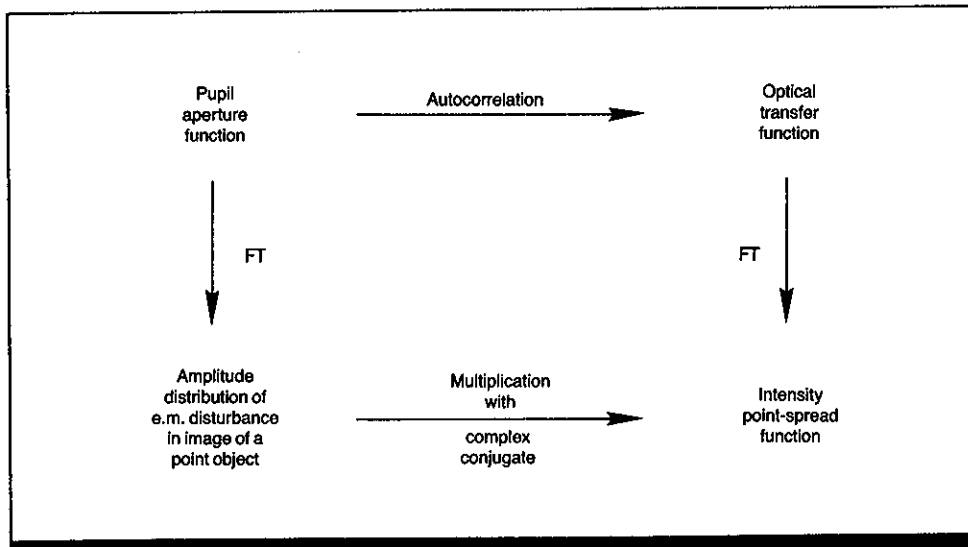 Pupil
aperture
function
Autocorrelation
Optical
transfer
function
FT
FT
Amplitude
distribution of
e.m. disturbance
in image of a
point object
Multiplication
with
complex
conjugate
Intensity
point-spread
function